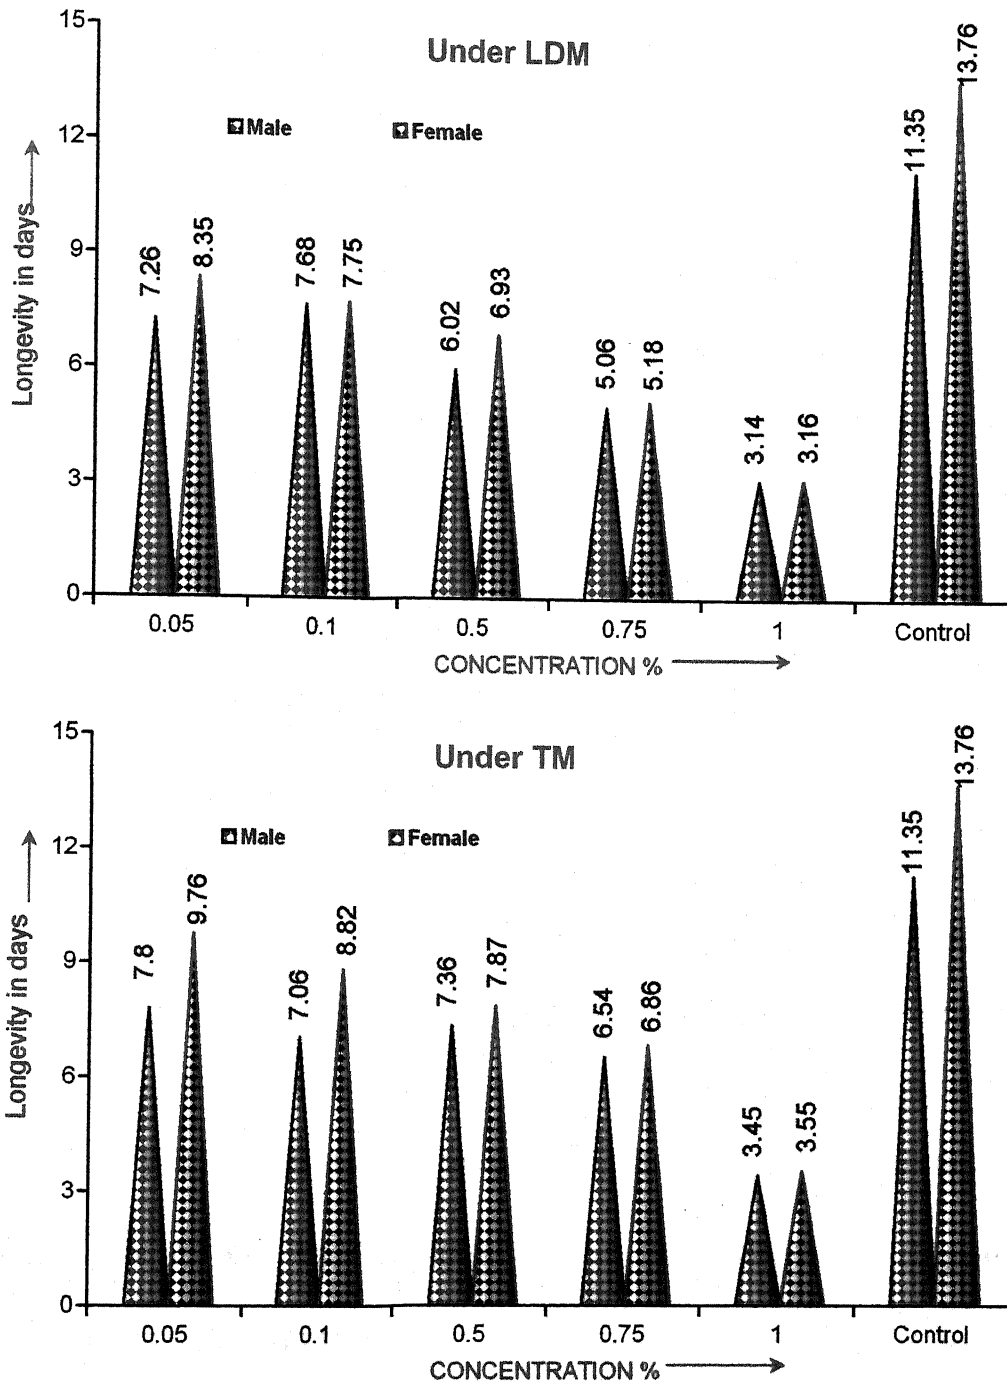 Under LDM
Male Female
Longevity in days
15
12
9
6
3
0
7.26 8.35 7.68 7.75 6.02 6.93 5.06 5.18 3.14 3.16 11.35 13.76
0.05 0.1 0.5 0.75 1 Control
CONCENTRATION %
Under TM
Male Female
Longevity in days
15
12
9
6
3
0
7.8 9.76 7.06 8.82 7.36 7.87 6.54 6.86 3.45 3.55 11.35 13.76
0.05 0.1 0.5 0.75 1 Control
CONCENTRATION %